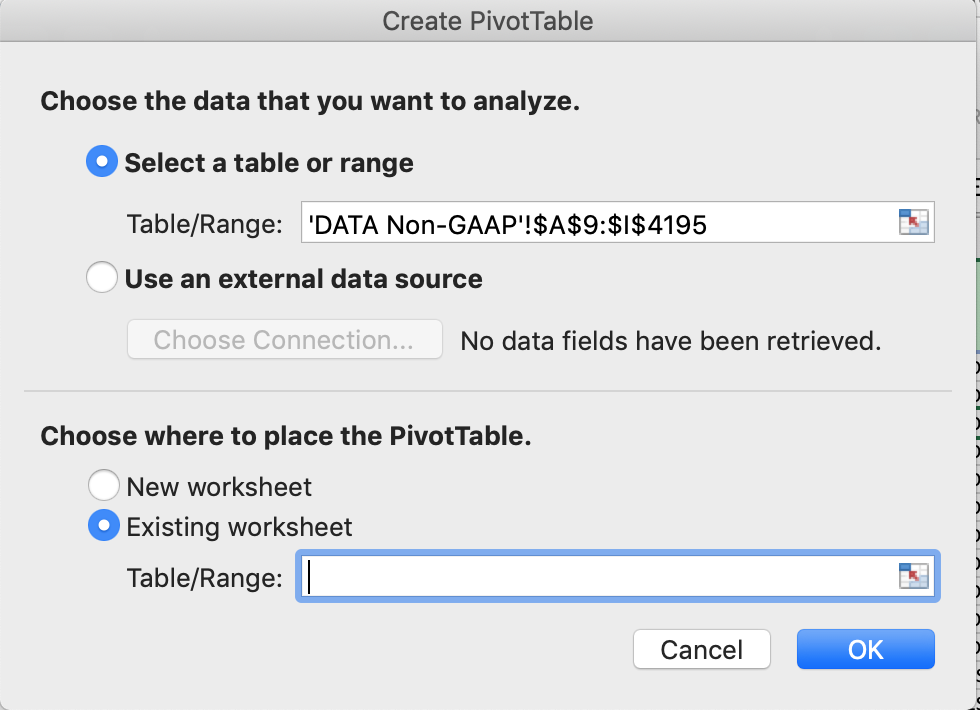 Create PivotTable
Choose the data that you want to analyze.
Select a table or range
Table/Range: 'DATA Non-GAAP'!$A$9:$I$4195
Use an external data source
Choose Connection... No data fields have been retrieved.
Choose where to place the PivotTable.
New worksheet
Existing worksheet
Table/Range:
Cancel OK